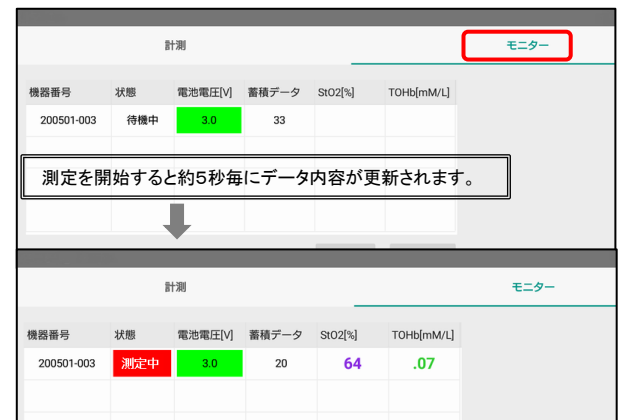 計測 モニター
機器番号 状態 電池電圧[V] 蓄積データ StO2[%] TOHb[mM/L]
200501-003 待機中 3.0 33
測定を開始すると約5秒毎にデータ内容が更新されます。
計測 モニター
機器番号 状態 電池電圧[V] 蓄積データ StO2[%] TOHb[mM/L]
200501-003 測定中 3.0 20 64 .07